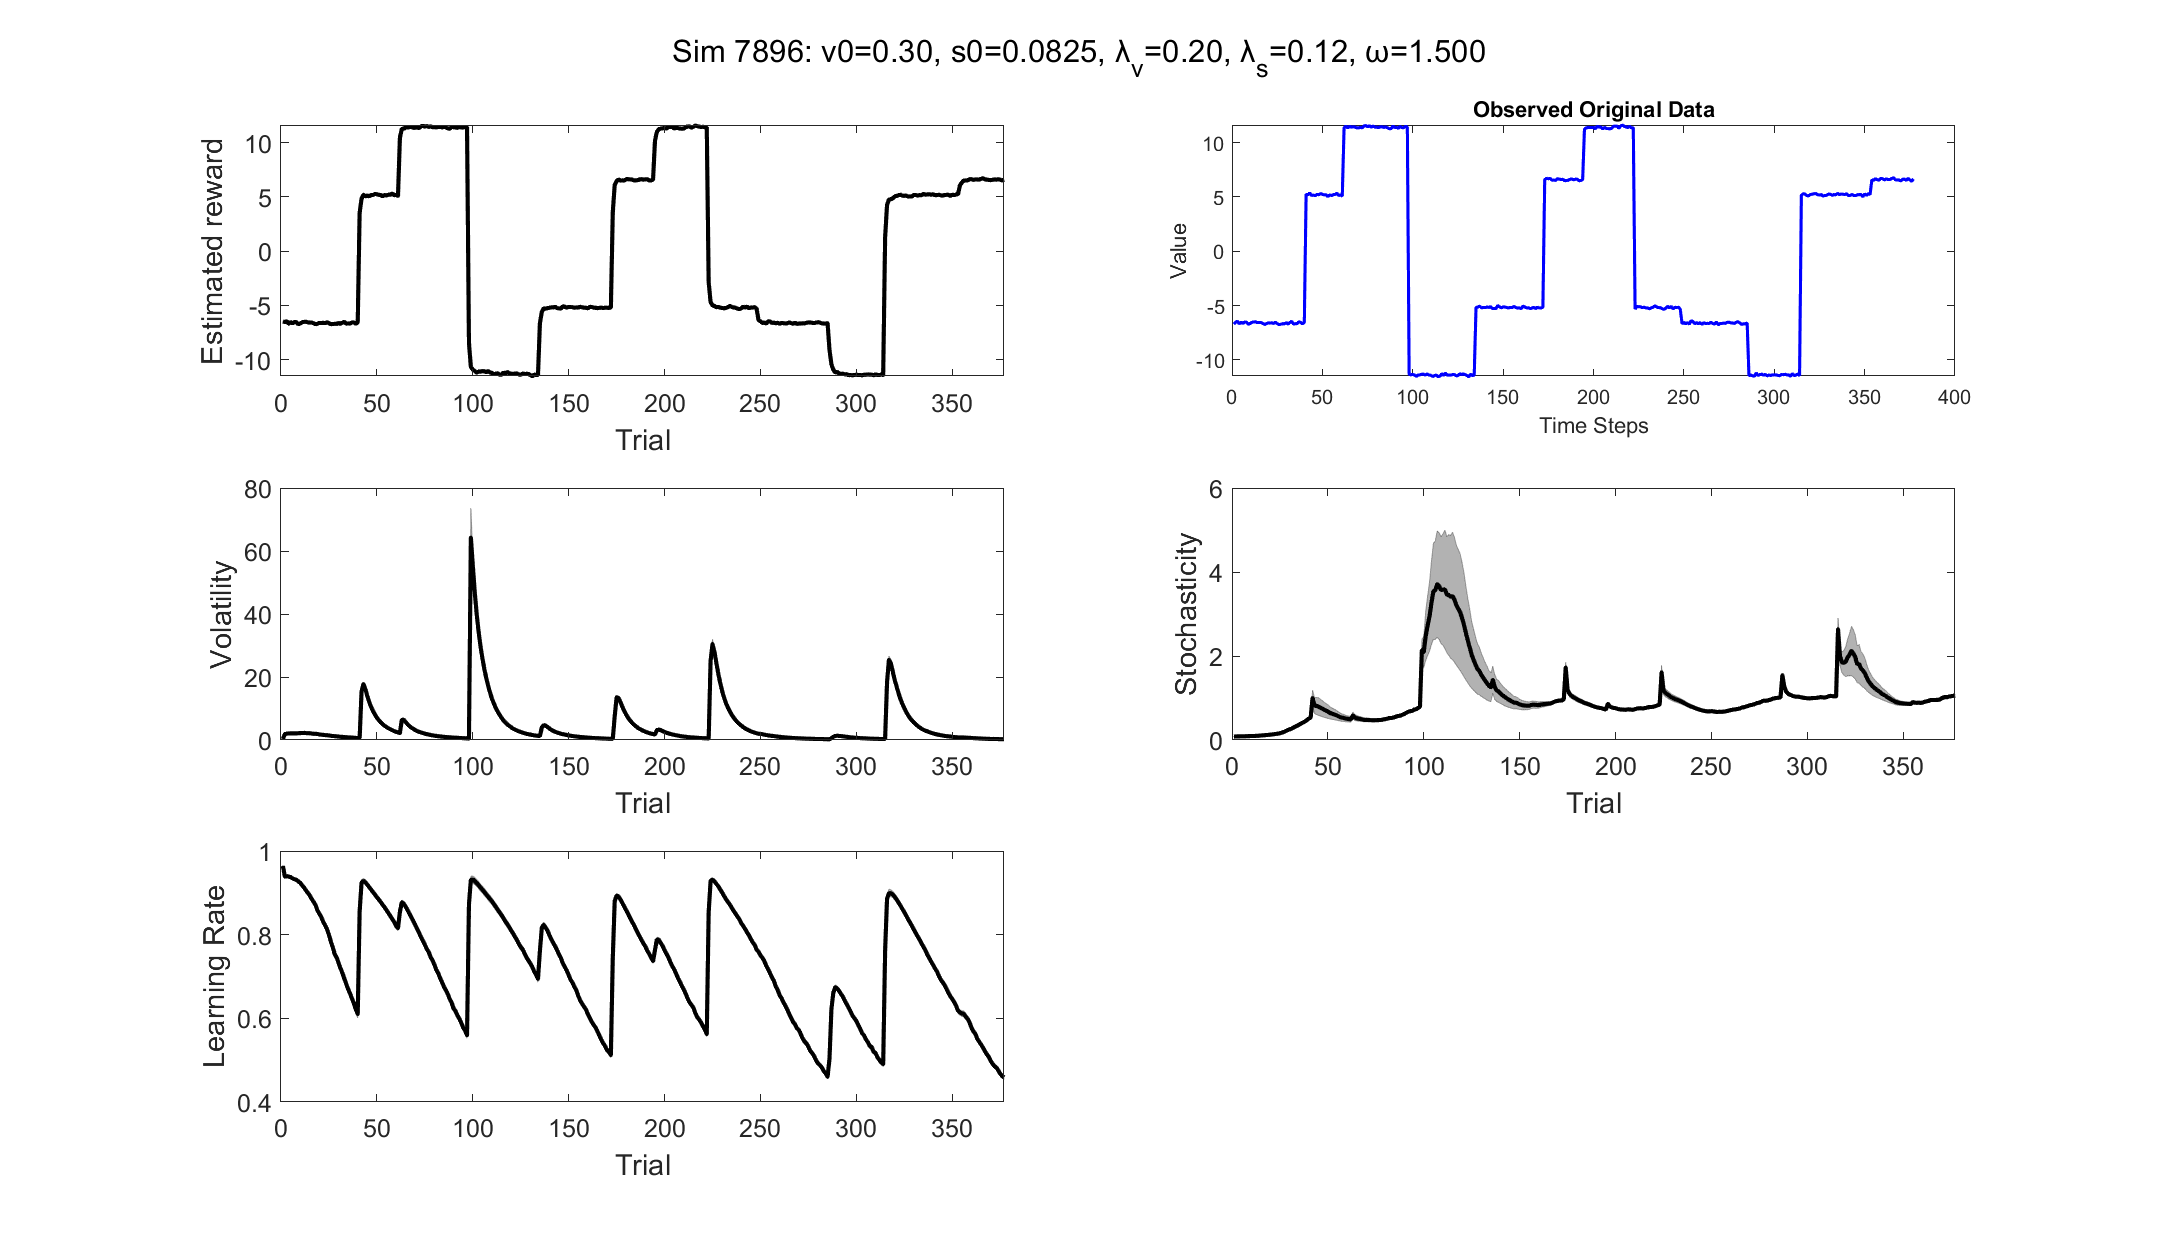 Sim 7896: v0=0.30, s0=0.0825, λv=0.20, λs=0.12, ω=1.500
Estimated reward
10
5
0
-5
-10
0 50 100 150 200 250 300 350
Trial
Observed Original Data
Value
10
5
0
-5
-10
0 50 100 150 200 250 300 350 400
Time Steps
Volatility
80
60
40
20
0
0 50 100 150 200 250 300 350
Trial
Stochasticity
6
4
2
0
0 50 100 150 200 250 300 350
Trial
Learning Rate
1
0.8
0.6
0.4
0 50 100 150 200 250 300 350
Trial